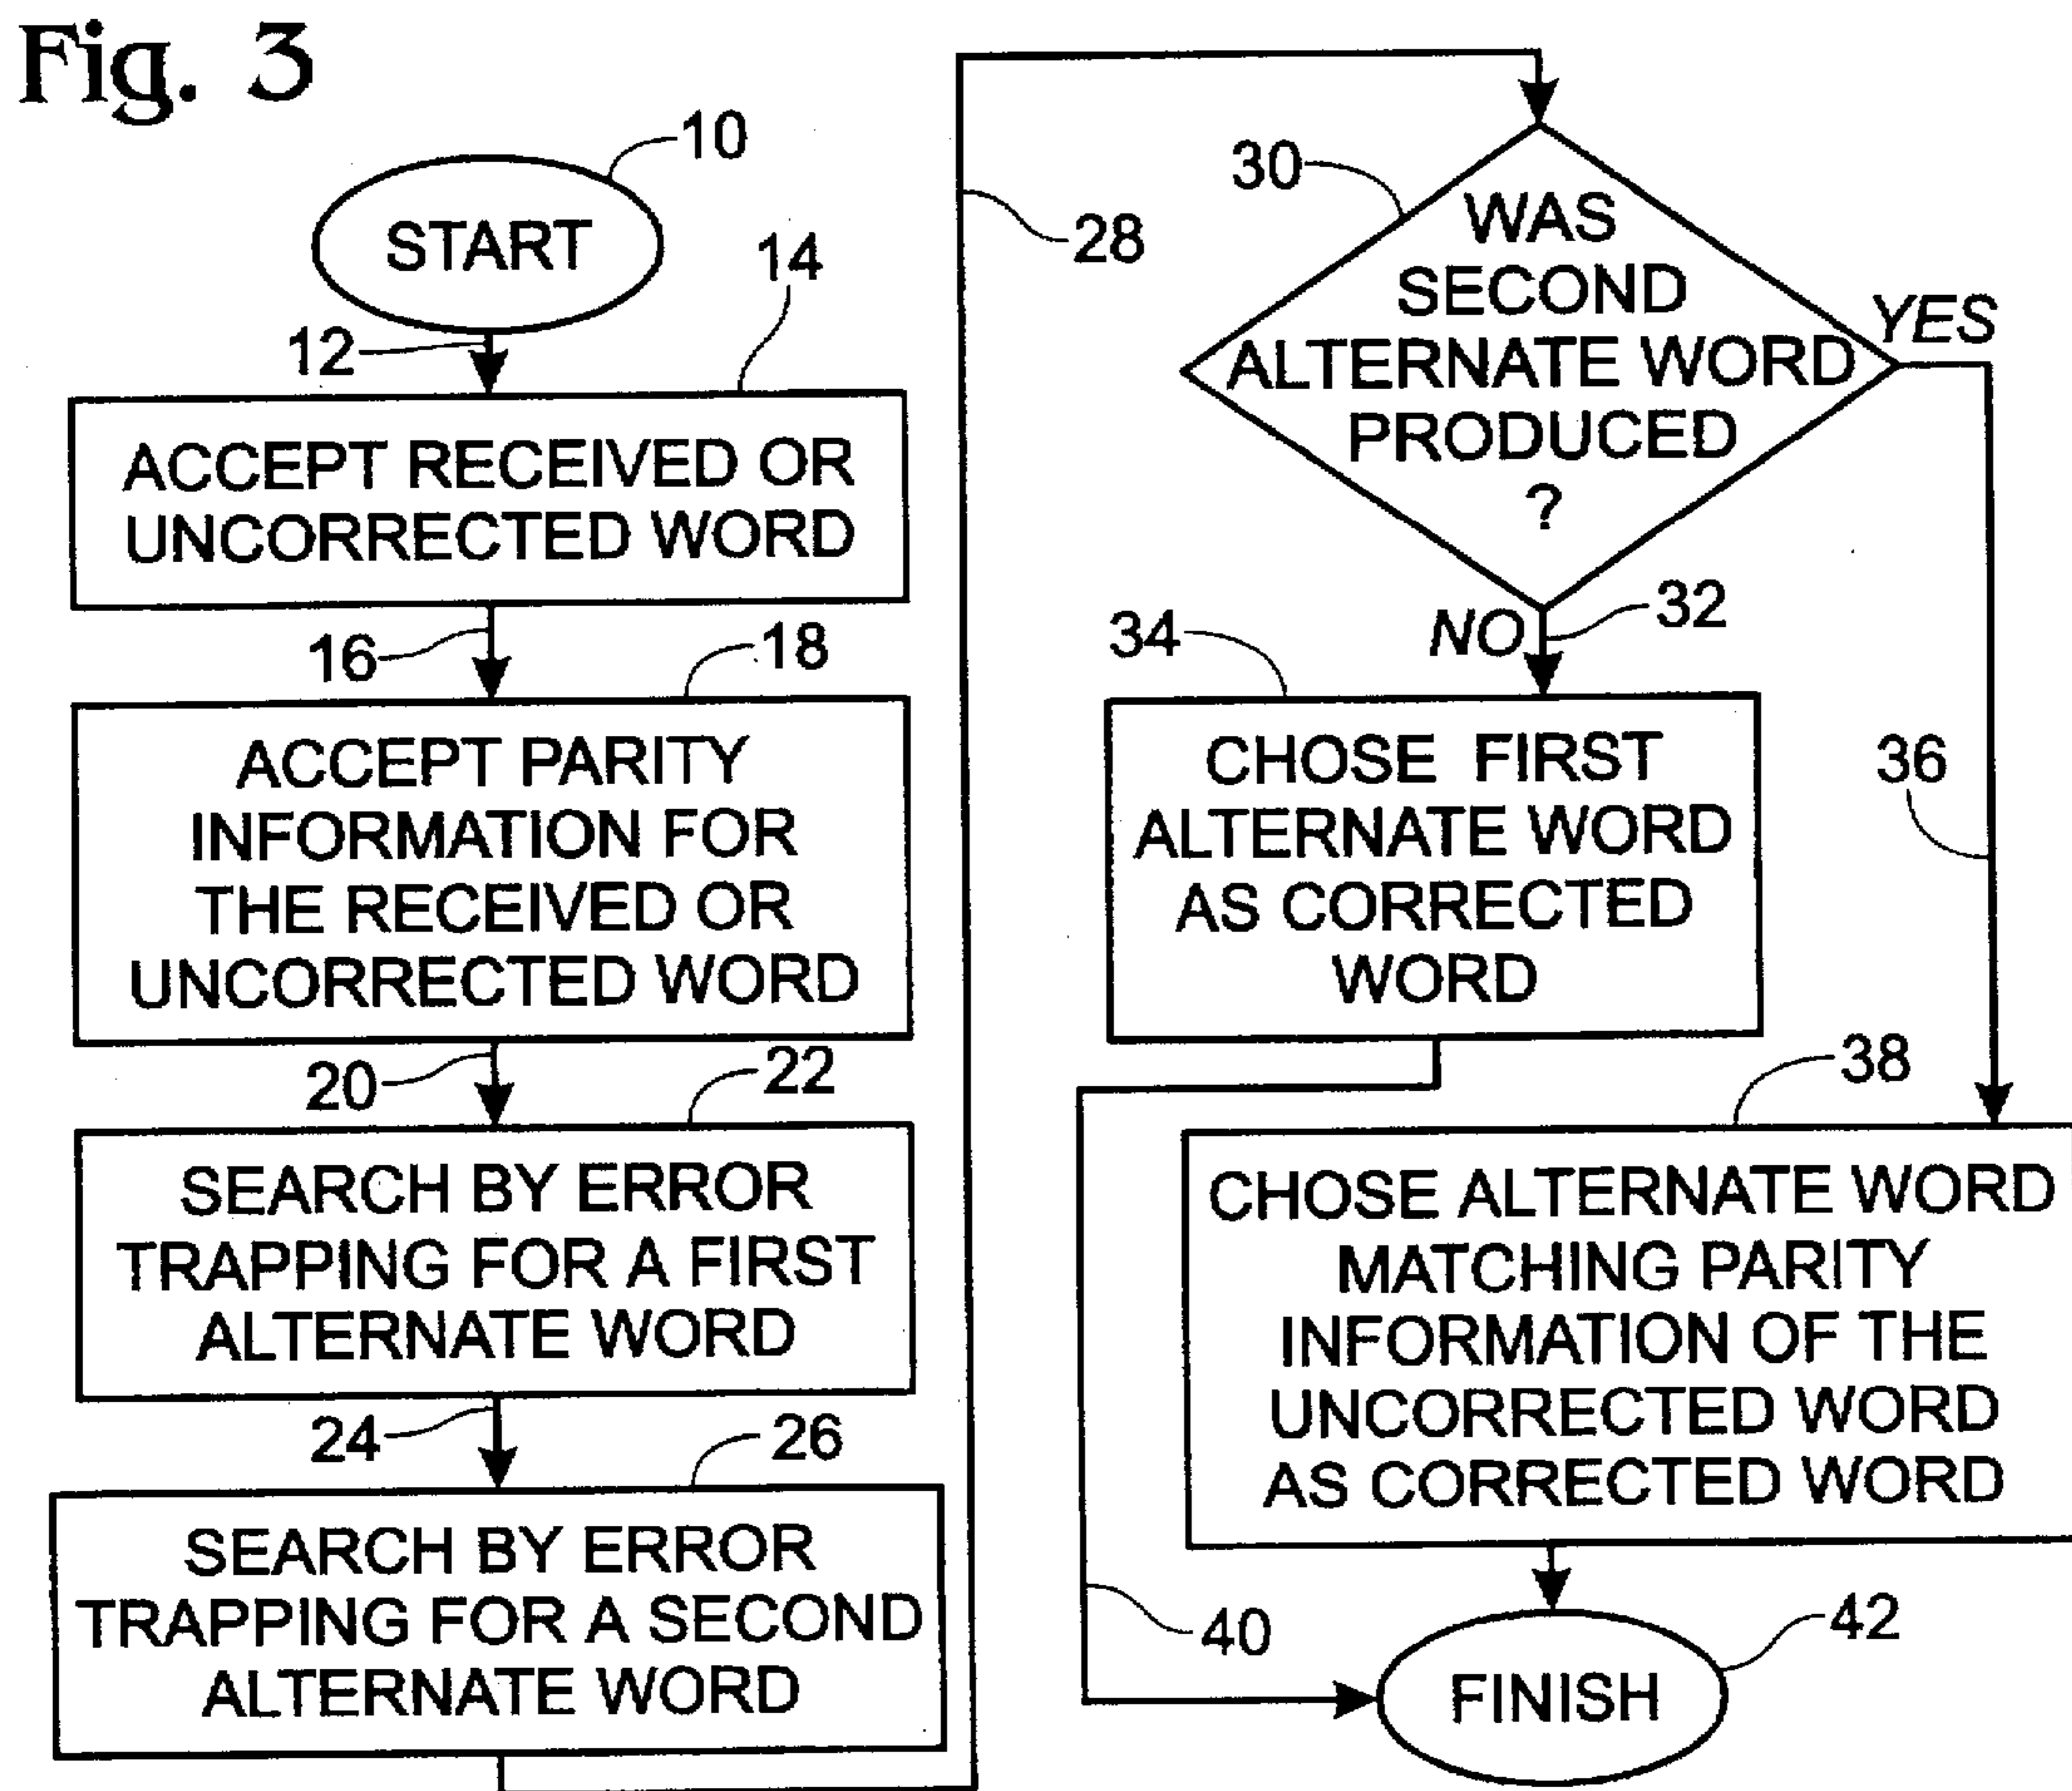 Fig. 3
10
START
12
14
ACCEPT RECEIVED OR
UNCORRECTED WORD
16
18
ACCEPT PARITY
INFORMATION FOR
THE RECEIVED OR
UNCORRECTED WORD
20
22
SEARCH BY ERROR
TRAPPING FOR A FIRST
ALTERNATE WORD
24
26
SEARCH BY ERROR
TRAPPING FOR A SECOND
ALTERNATE WORD
28
30
WAS
SECOND
ALTERNATE WORD
PRODUCED
?
YES
NO
32
34
CHOSE FIRST
ALTERNATE WORD
AS CORRECTED
WORD
36
38
CHOSE ALTERNATE WORD
MATCHING PARITY
INFORMATION OF THE
UNCORRECTED WORD
AS CORRECTED WORD
40
42
FINISH